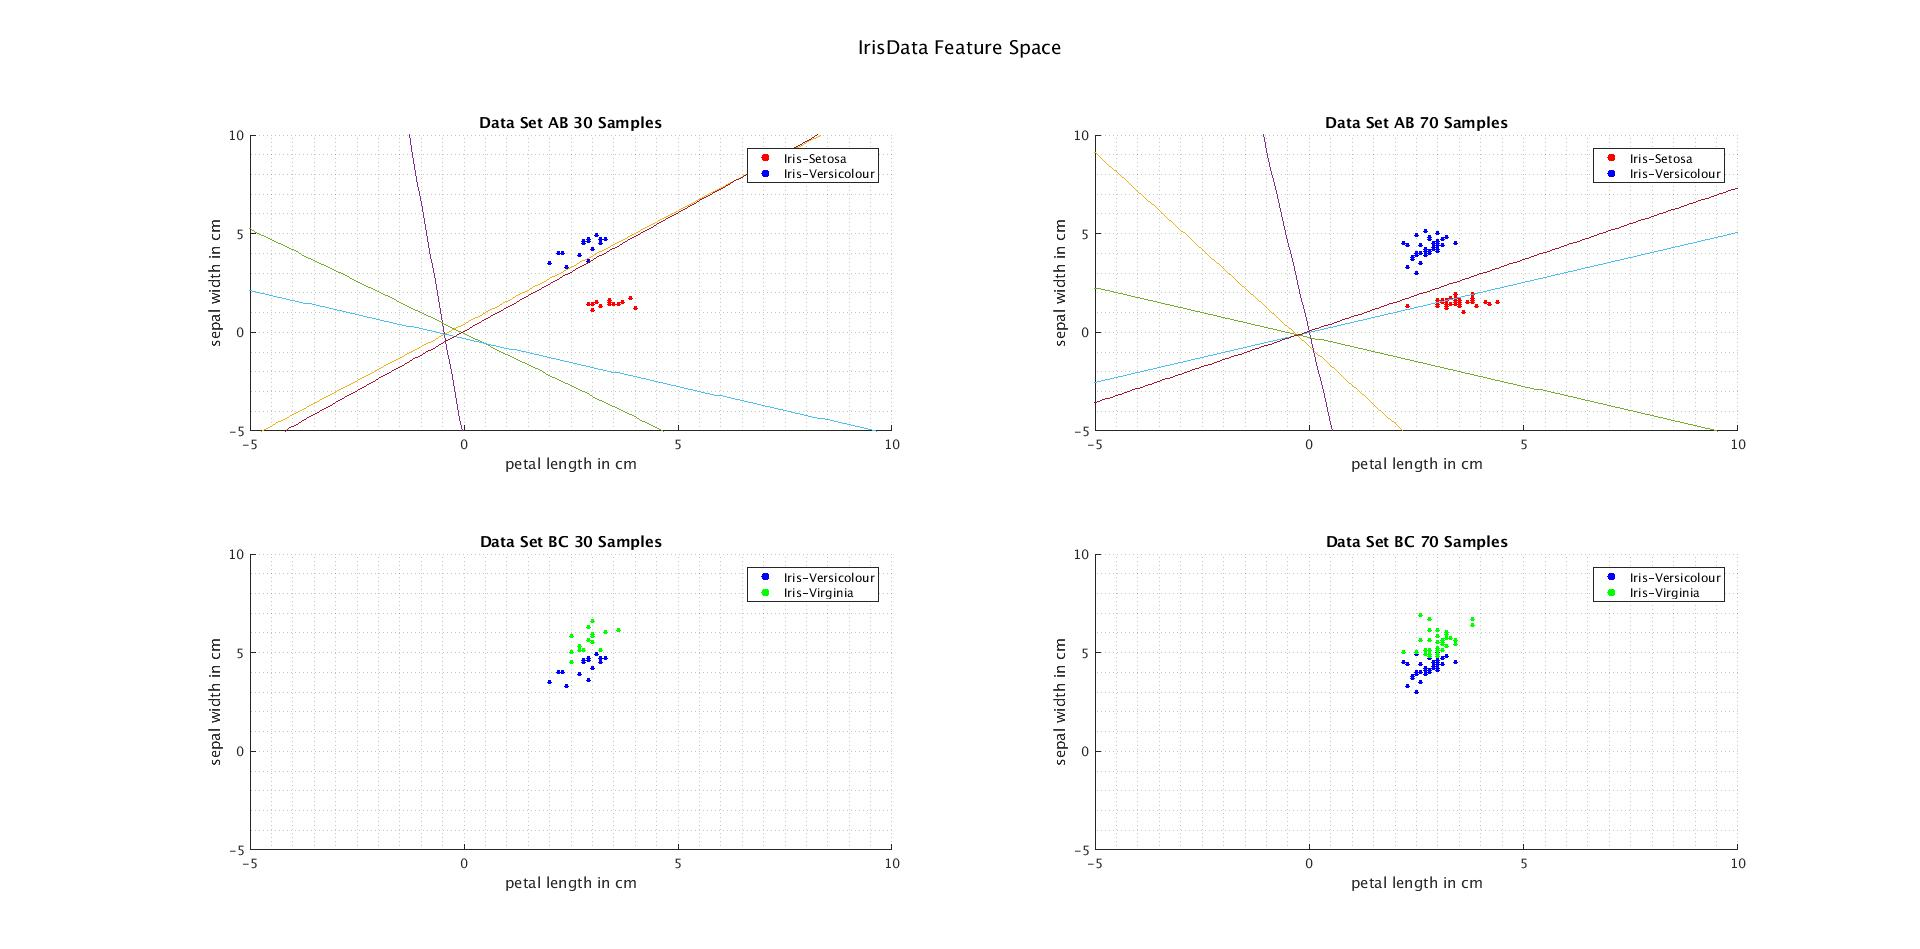 IrisData Feature Space
Data Set AB 30 Samples
10
5
0
-5
-5 0 5 10
sepal width in cm
petal length in cm
Iris-Setosa
Iris-Versicolour
Data Set AB 70 Samples
10
5
0
-5
-5 0 5 10
sepal width in cm
petal length in cm
Iris-Setosa
Iris-Versicolour
Data Set BC 30 Samples
10
5
0
-5
-5 0 5 10
sepal width in cm
petal length in cm
Iris-Versicolour
Iris-Virginia
Data Set BC 70 Samples
10
5
0
-5
-5 0 5 10
sepal width in cm
petal length in cm
Iris-Versicolour
Iris-Virginia